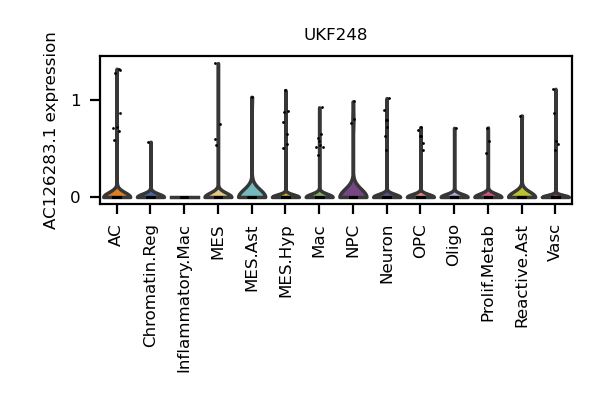 UKF248
AC126283.1 expression
1
0
AC
Chromatin.Reg
Inflammatory.Mac
MES
MES.Ast
MES.Hyp
Mac
NPC
Neuron
OPC
Oligo
Prolif.Metab
Reactive.Ast
Vasc